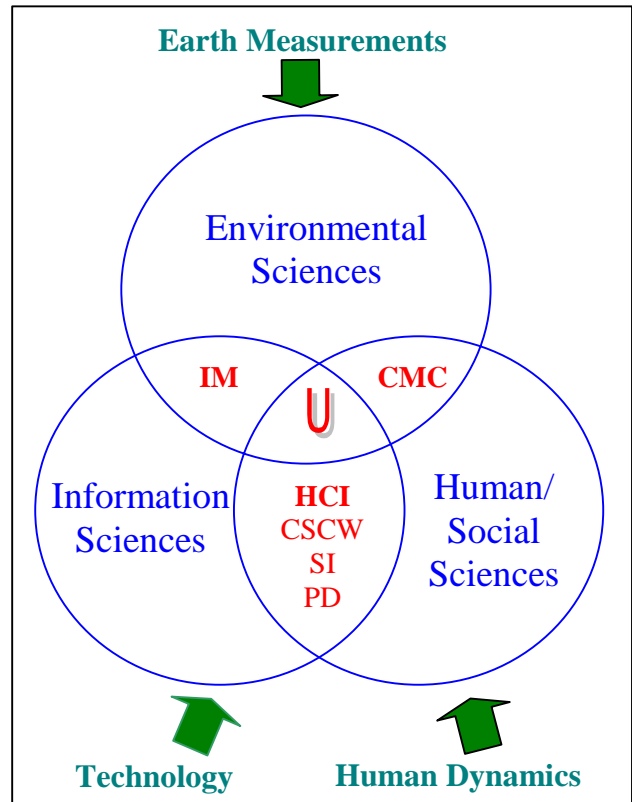 Earth Measurements
Environmental
Sciences
IM
CMC
U
Information
Sciences
HCI
CSCW
SI
PD
Human/
Social
Sciences
Technology
Human Dynamics